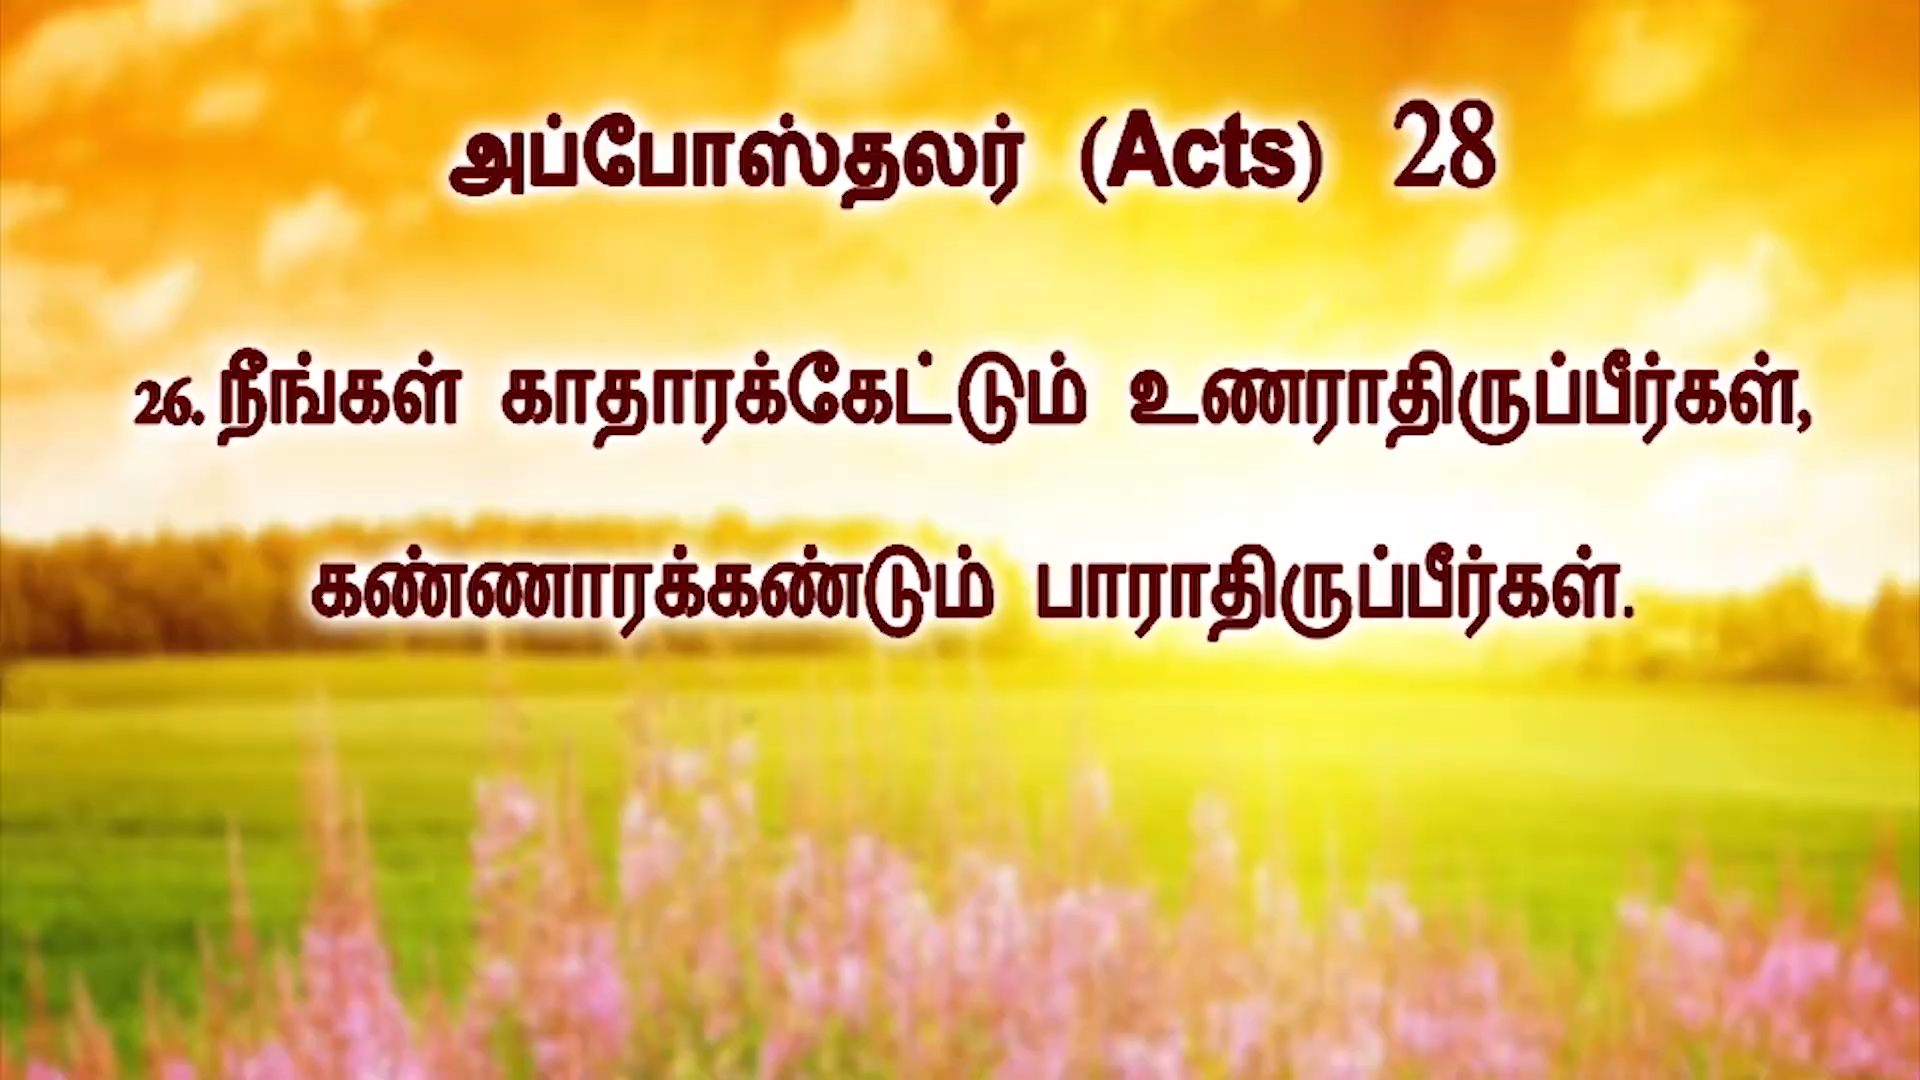 அப்போஸ்தலர் (Acts) 28
26. நீங்கள் காதாரக்கேட்டும் உணராதிருப்பீர்கள்,
கண்ணாரக்கண்டும் பாராதிருப்பீர்கள்.